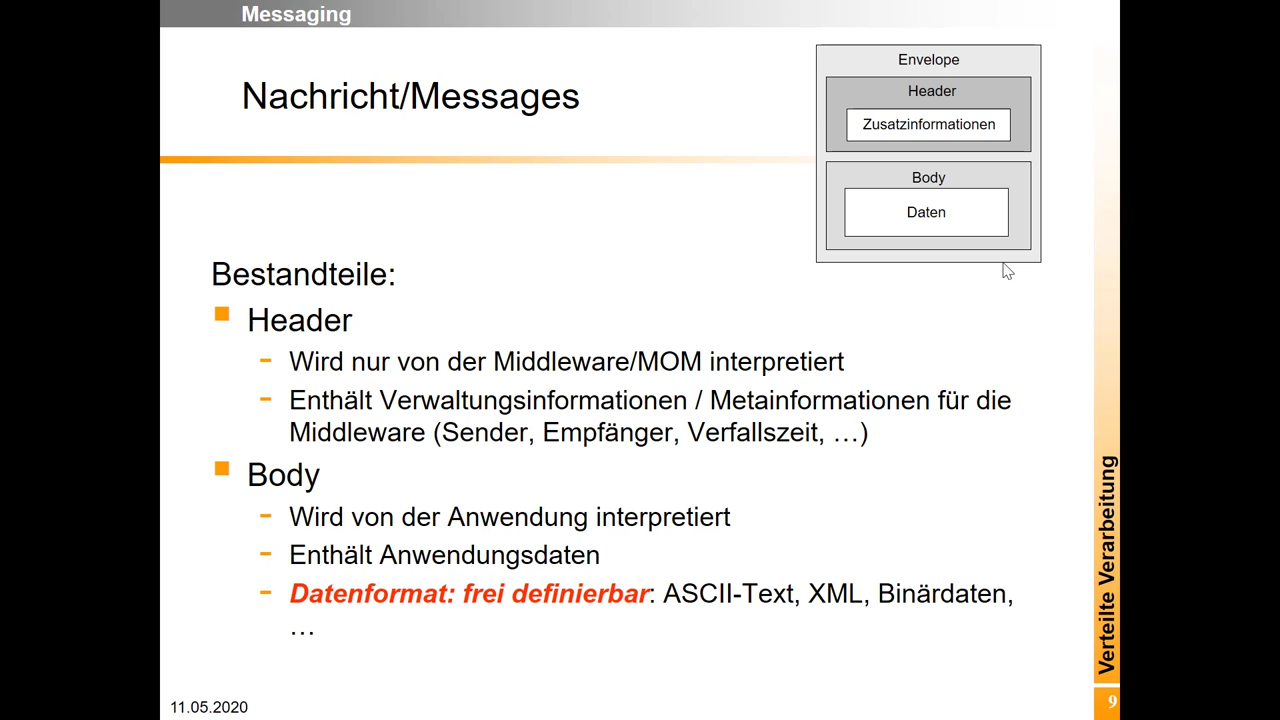 Messaging
Nachricht/Messages
Envelope
Header
Zusatzinformationen
Body
Daten
Bestandteile:
Header
- Wird nur von der Middleware/MOM interpretiert
- Enthält Verwaltungsinformationen / Metainformationen für die
Middleware (Sender, Empfänger, Verfallszeit, …)
Body
- Wird von der Anwendung interpretiert
- Enthält Anwendungsdaten
- Datenformat: frei definierbar: ASCII-Text, XML, Binärdaten,
…
Verteilte Verarbeitung
11.05.2020
9